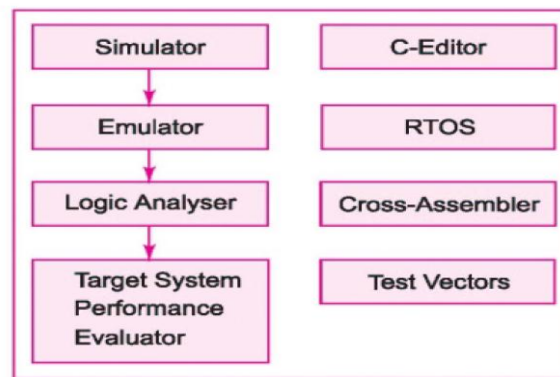 Simulator
Emulator
Logic Analyser
Target System
Performance
Evaluator
C-Editor
RTOS
Cross-Assembler
Test Vectors